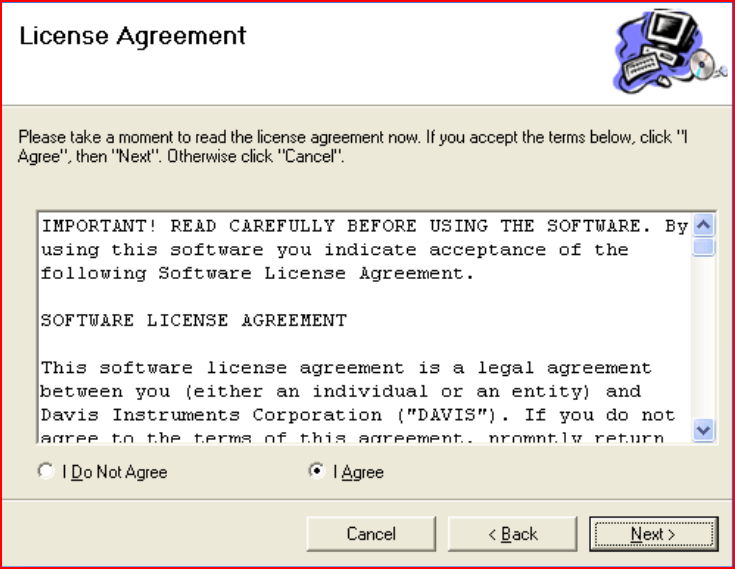 License Agreement
Please take a moment to read the license agreement now. If you accept the terms below, click "I
Agree", then "Next". Otherwise click "Cancel".
IMPORTANT! READ CAREFULLY BEFORE USING THE SOFTWARE. By
using this software you indicate acceptance of the
following Software License Agreement.
SOFTWARE LICENSE AGREEMENT
This software license agreement is a legal agreement
between you (either an individual or an entity) and
Davis Instruments Corporation ("DAVIS"). If you do not
agree to the terms of this agreement, promptly return
I Do Not Agree
I Agree
Cancel
< Back
Next >